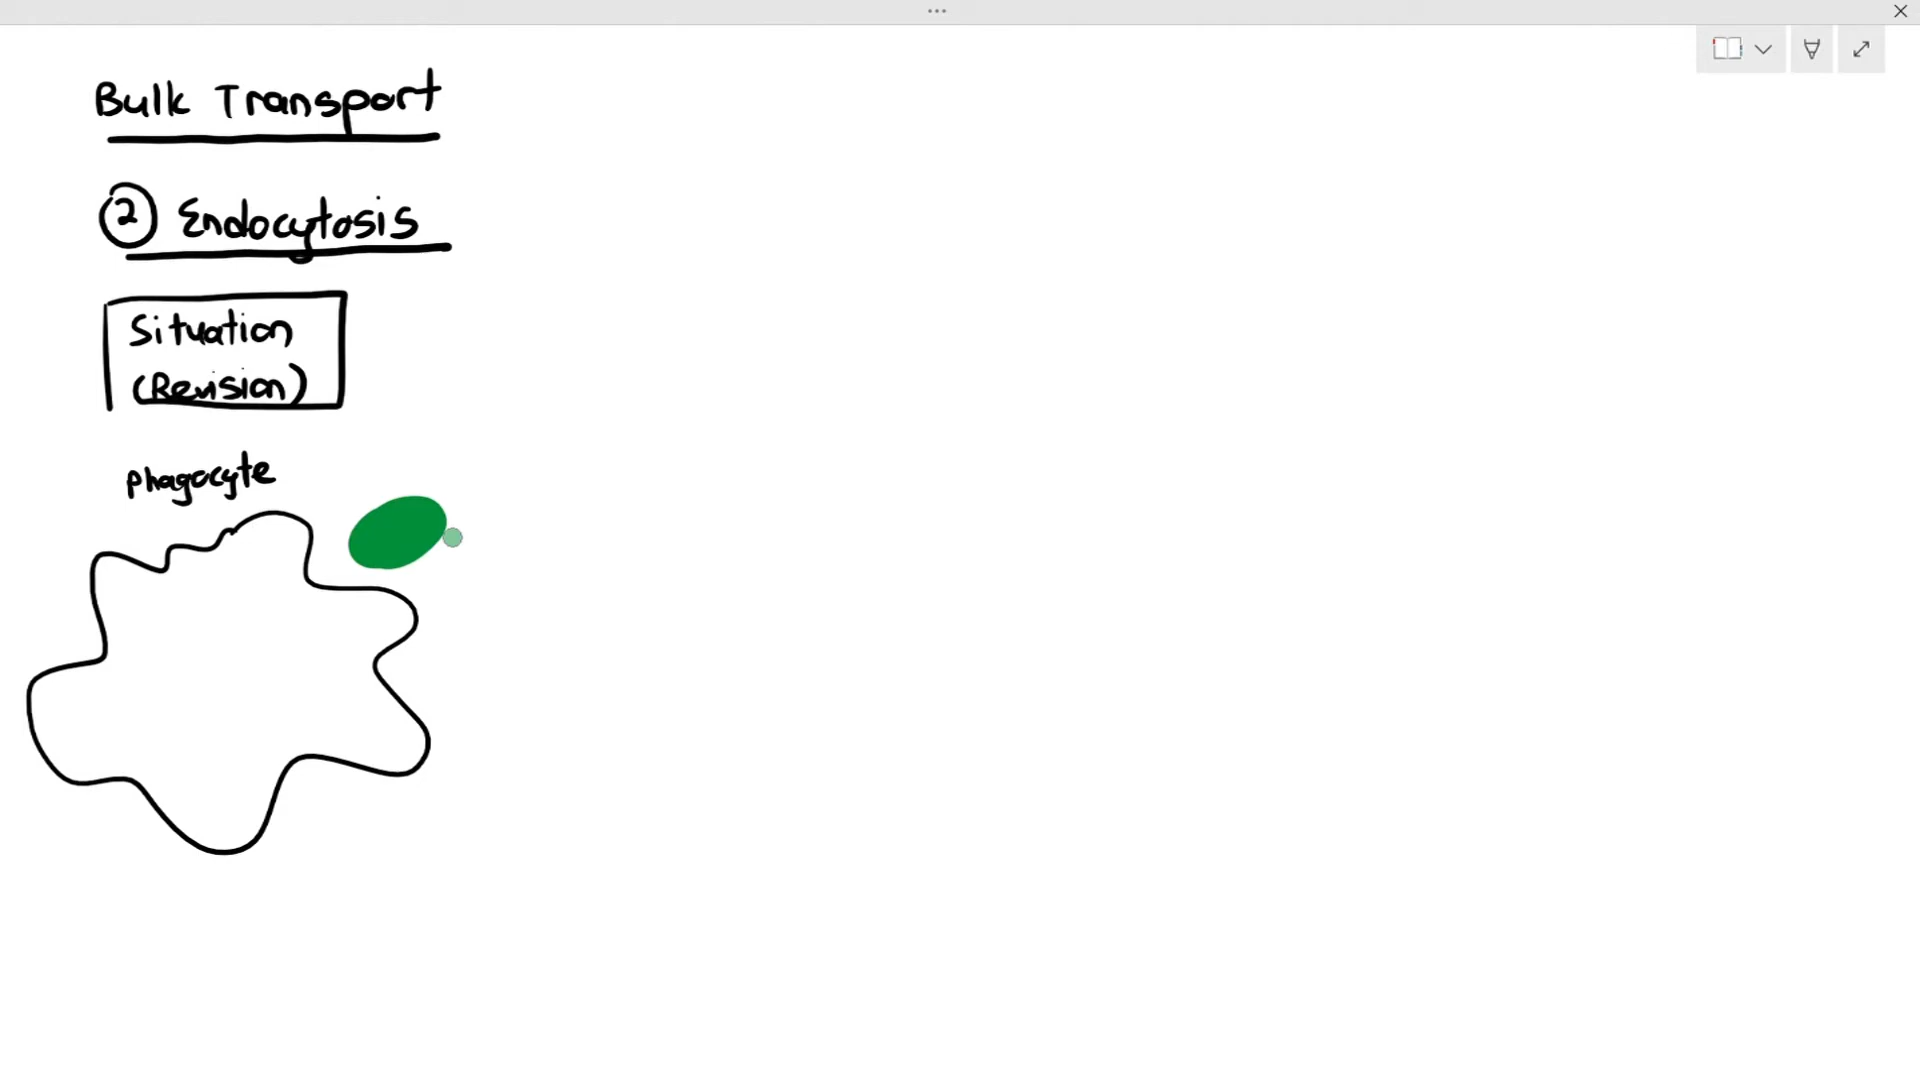 Bulk Transport
② Endocytosis
Situation
(Revision)
Phagocyte